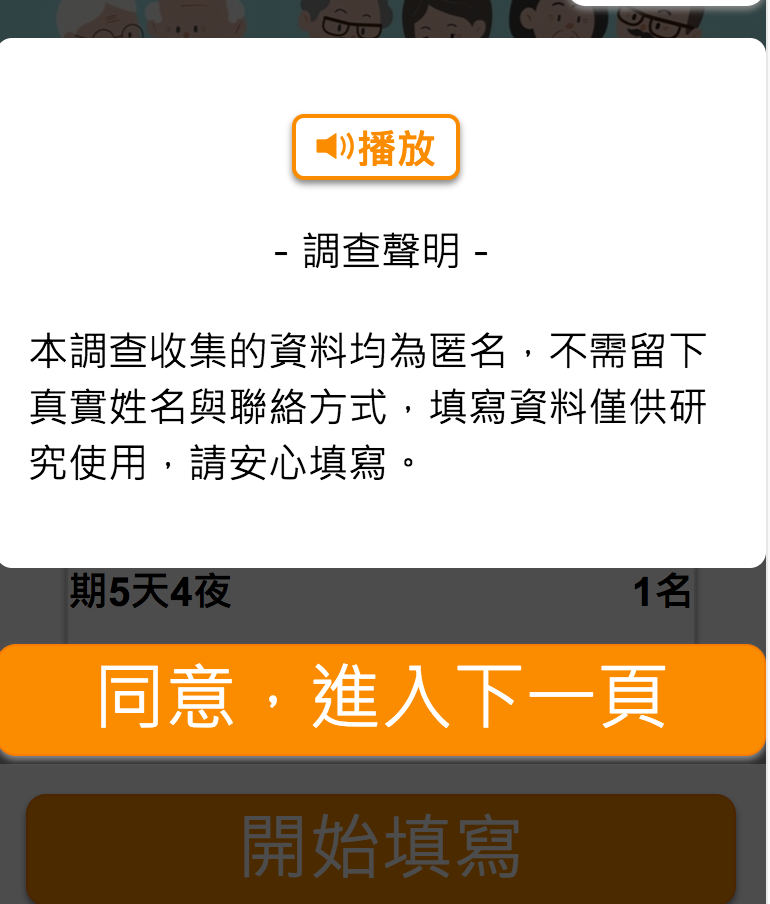 播放
- 調查聲明 -
本調查收集的資料均為匿名，不需留下
真實姓名與聯絡方式，填寫資料僅供研
究使用，請安心填寫。
期5天4夜 1名
同意，進入下一頁
開始填寫